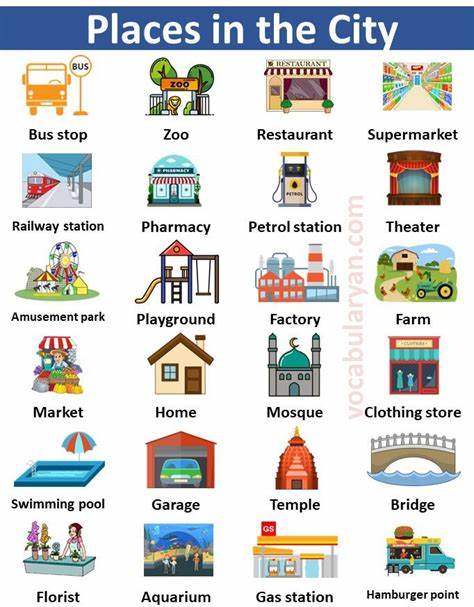 Places in the City
BUS
ZOO
RESTAURANT
Bus stop
Zoo
Restaurant
Supermarket
PHARMACY
PETROL
Railway station
Pharmacy
Petrol station
Theater
Amusement park
Playground
Factory
Farm
CLOTHES
Market
Home
Mosque
Clothing store
Swimming pool
Garage
Temple
Bridge
GS
Florist
Aquarium
Gas station
Hamburger point
vocabularyan.com